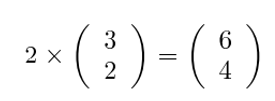 2 × ( 3 ) = ( 6 )
2 4